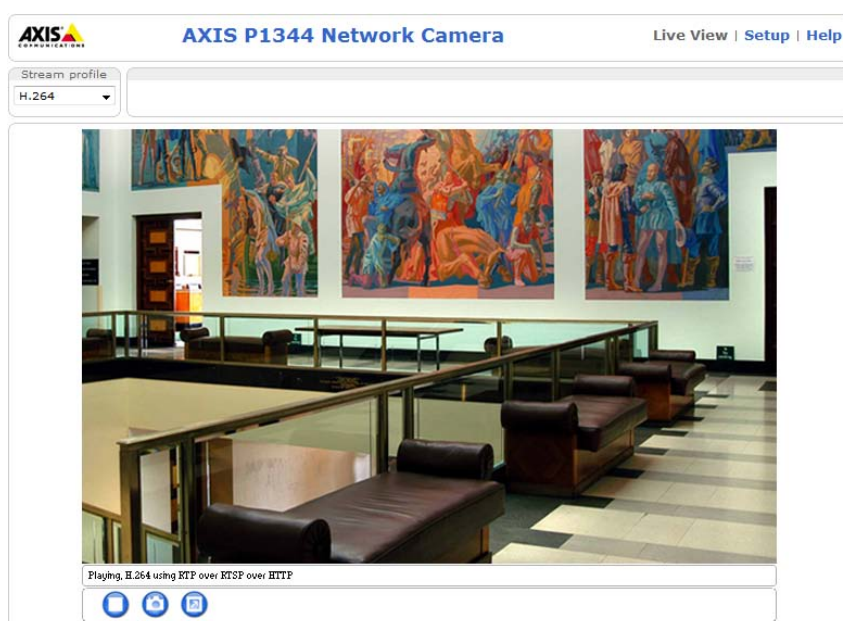 AXIS
COMMUNICATIONS
AXIS P1344 Network Camera
Live View | Setup | Help
Stream profile
H.264
Playing, H.264 using RTP over RTSP over HTTP